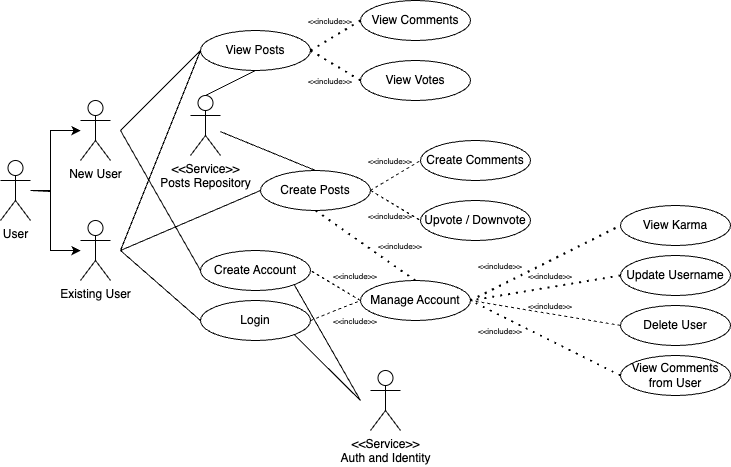 View Comments
<<include>>
View Posts
<<include>>
View Votes
New User
<<Service>>
Posts Repository
<<include>>
Create Comments
Create Posts
<<include>>
Upvote / Downvote
User
<<include>>
View Karma
Existing User
Create Account
<<include>>
<<include>>
<<include>>
Update Username
Manage Account
<<include>>
Login
<<include>>
Delete User
<<include>>
View Comments
from User
<<Service>>
Auth and Identity